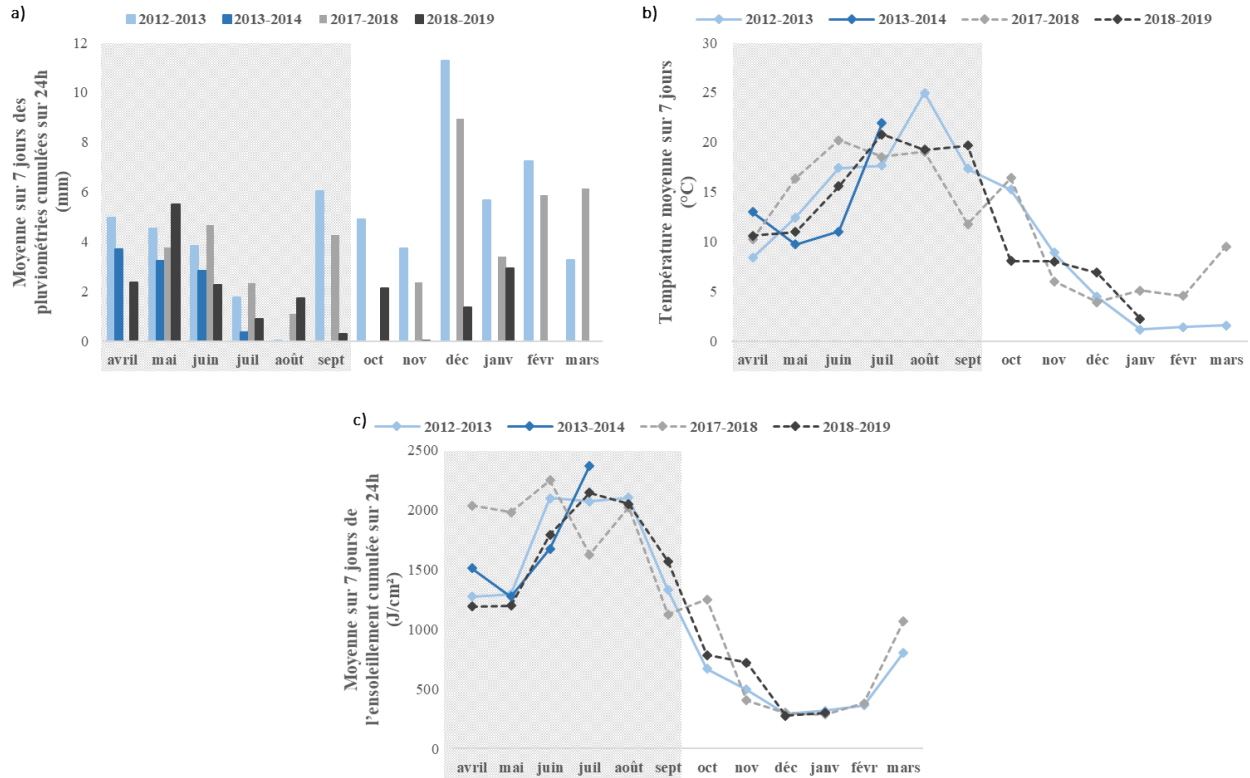 a)
2012-2013 2013-2014 2017-2018 2018-2019
Moyenne sur 7 jours des
pluviométries cumulées sur 24h
(mm)
12
10
8
6
4
2
0
avril mai juin juil août sept oct nov déc janv févr mars
b)
2012-2013 2013-2014 2017-2018 2018-2019
Température moyenne sur 7 jours
(°C)
30
25
20
15
10
5
0
avril mai juin juil août sept oct nov déc janv févr mars
c)
2012-2013 2013-2014 2017-2018 2018-2019
Moyenne sur 7 jours de
l'ensoleillement cumulée sur 24h
(J/cm²)
2500
2000
1500
1000
500
0
avril mai juin juil août sept oct nov déc janv févr mars